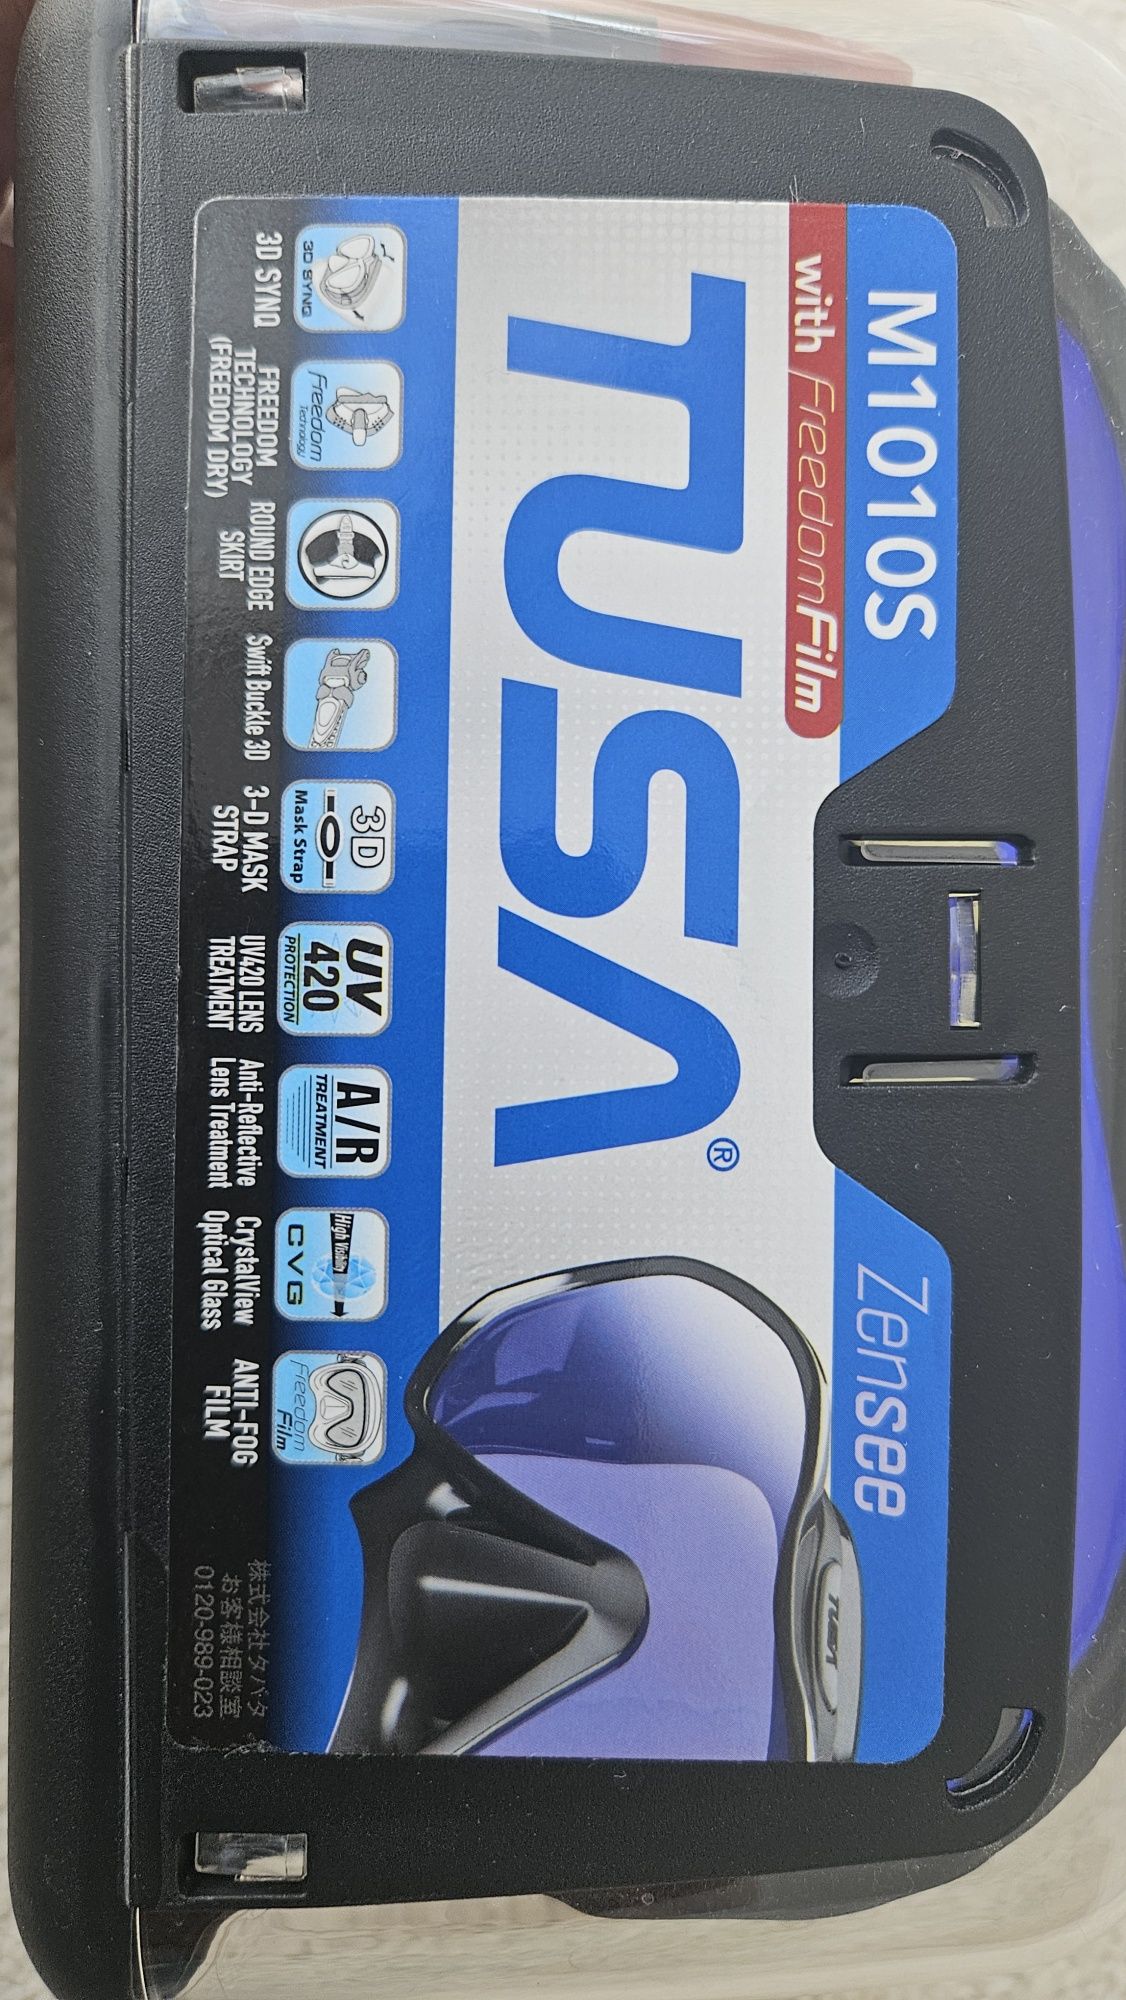 M1010S
Zensee
with FreedomFilm
TUSA®
TUSA
3D SYNQ
Freedom
Technology
3D
Mask Strap
UV
420
PROTECTION
A/R
TREATMENT
High Visibility
CVG
Freedom
Film
3D SYNQ
FREEDOM
TECHNOLOGY
(FREEDOM DRY)
ROUND EDGE
SKIRT
Swift Buckle 3D
3-D MASK
STRAP
UV420 LENS
TREATMENT
Anti-Reflective
Lens Treatment
CrystalView
Optical Glass
ANTI-FOG
FILM
株式会社タバタ
お客様相談室
0120-989-023